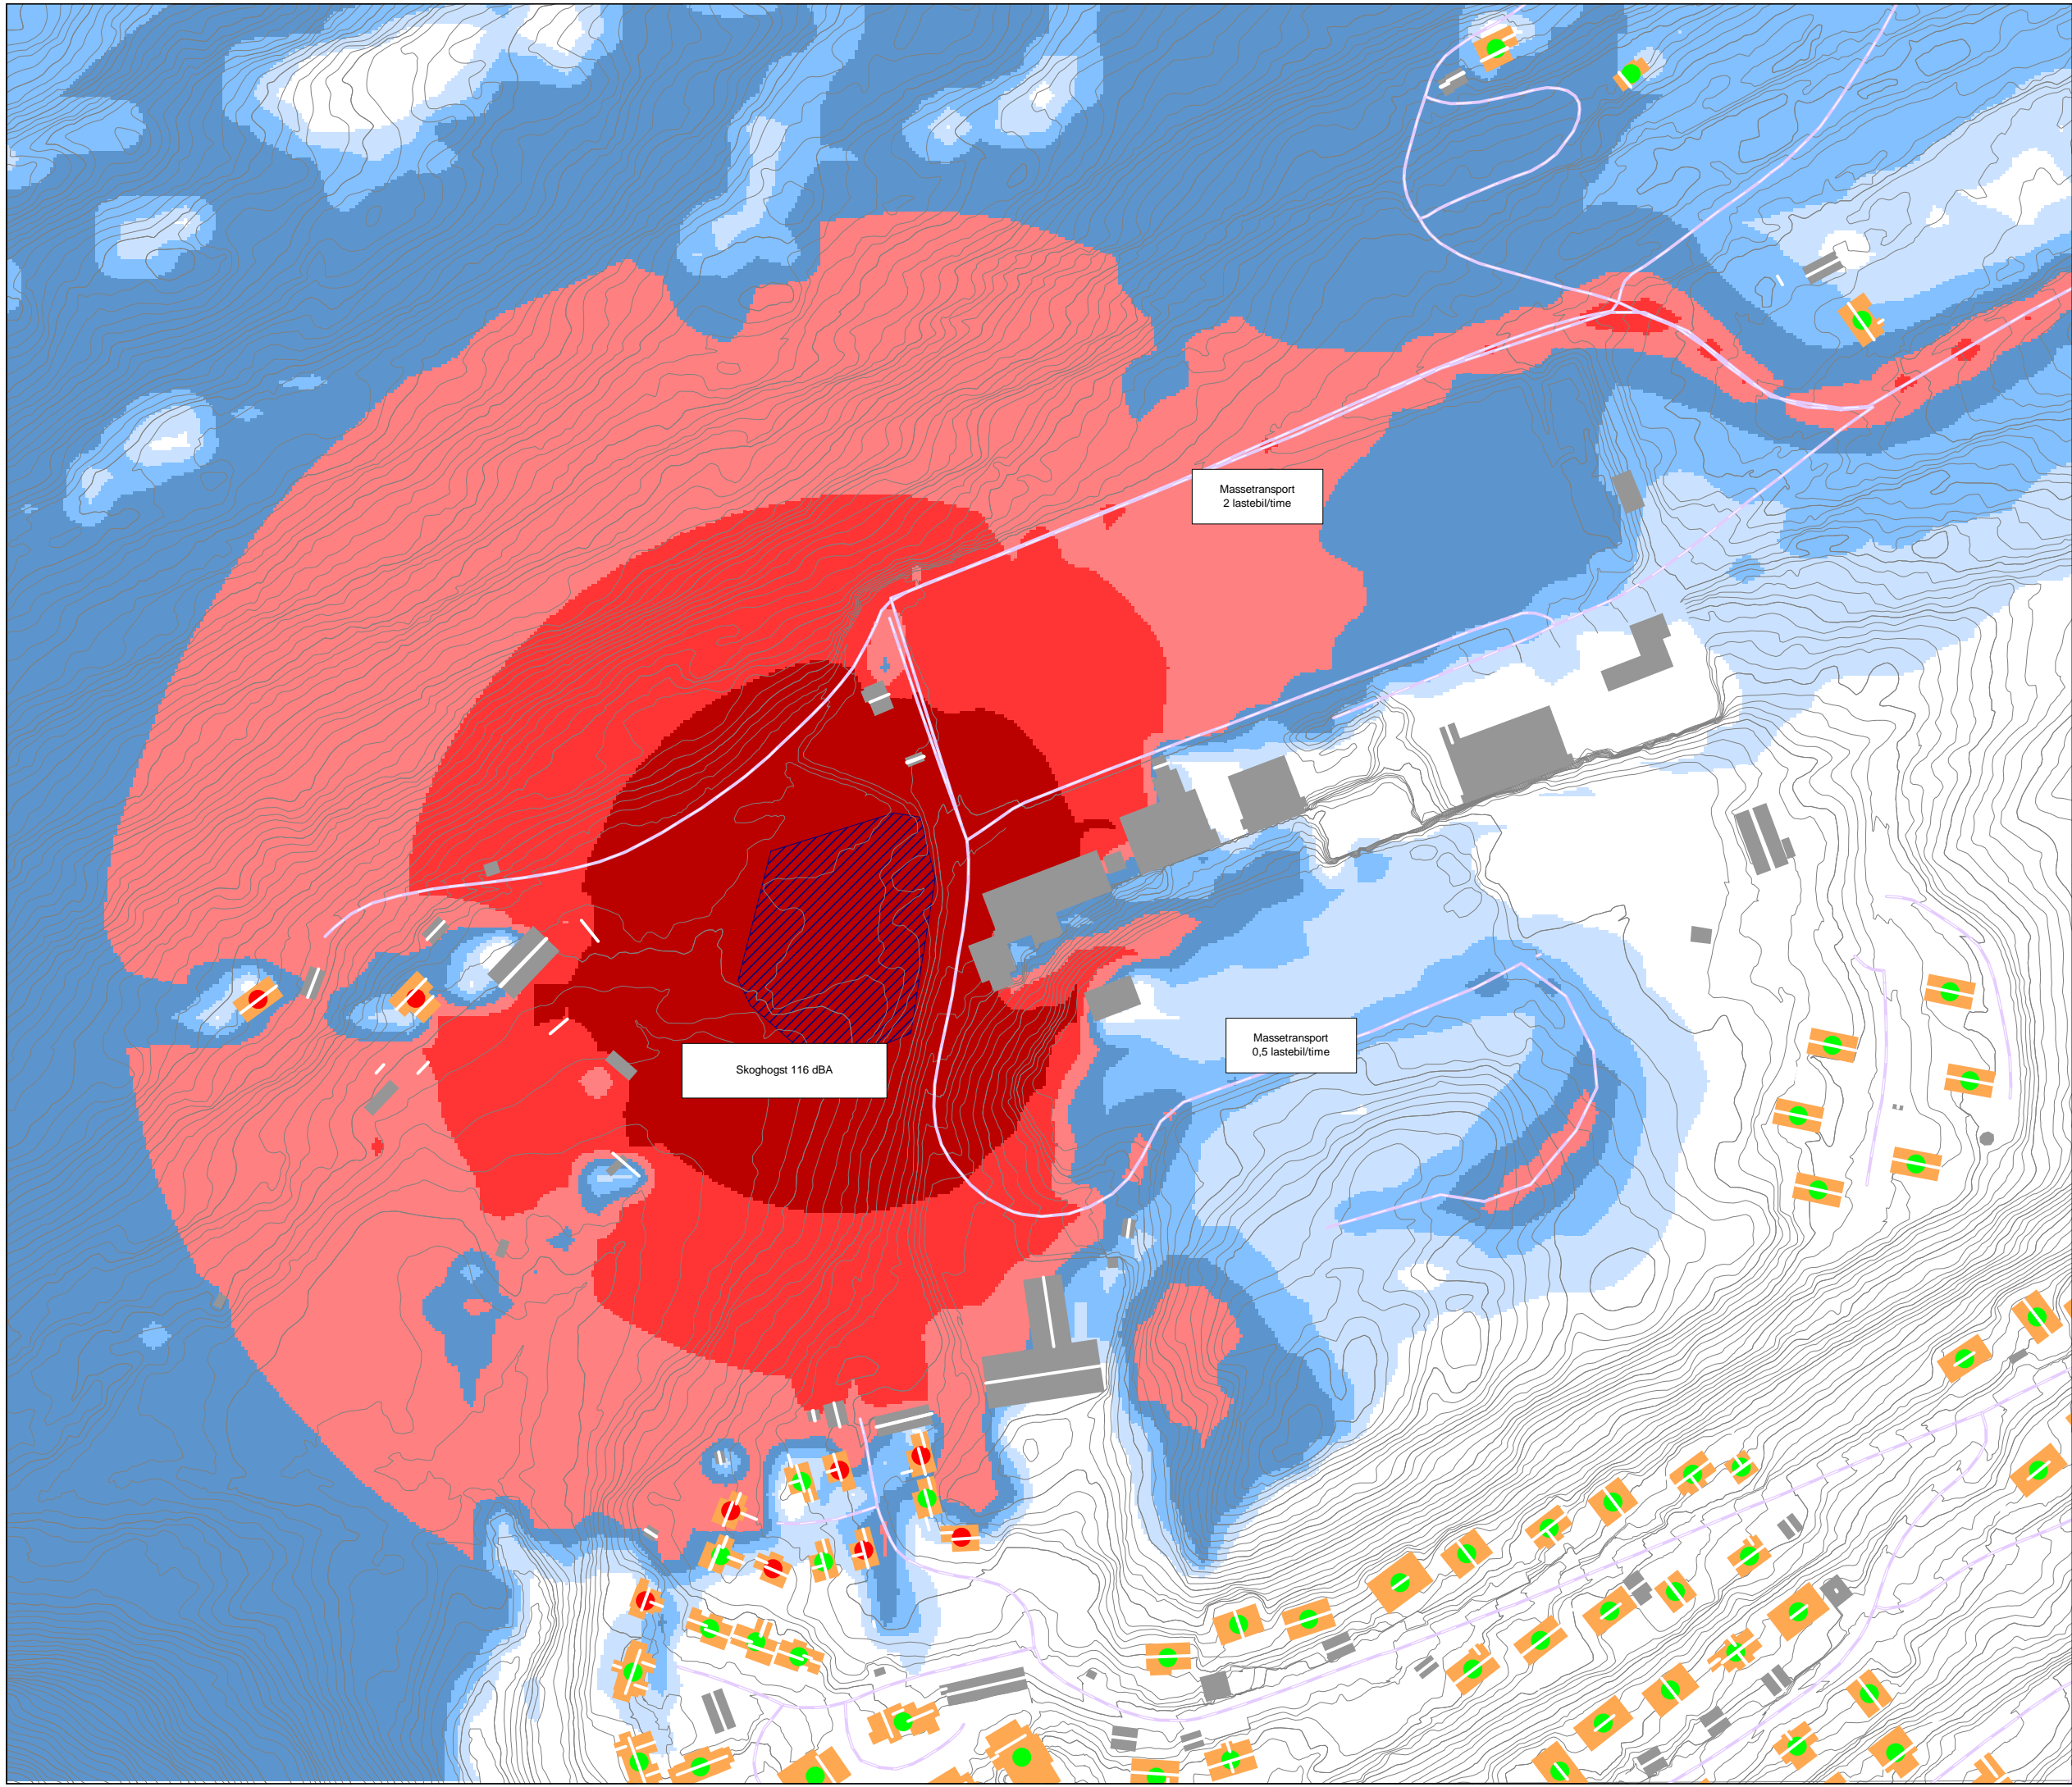 Massetransport
2 lastebil/time
Massetransport
0,5 lastebil/time
Skoghogst 116 dBA